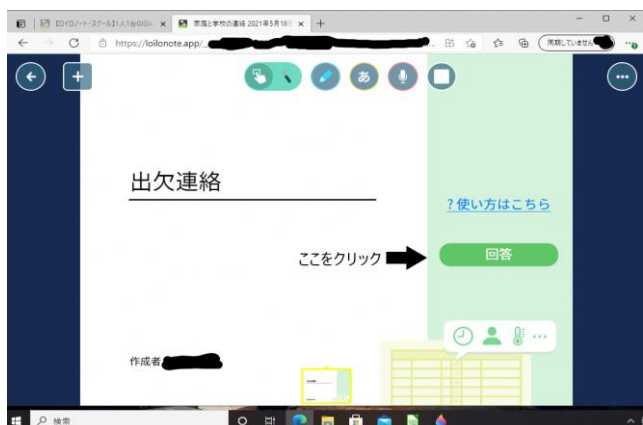 【ロイロノート・スクール】1人1台GIGA
家庭と学校の連絡 2021年5月18日
https://loilonote.app/_
同期していません
あ
出欠連絡
?使い方はこちら
ここをクリック
回答
作成者
検索